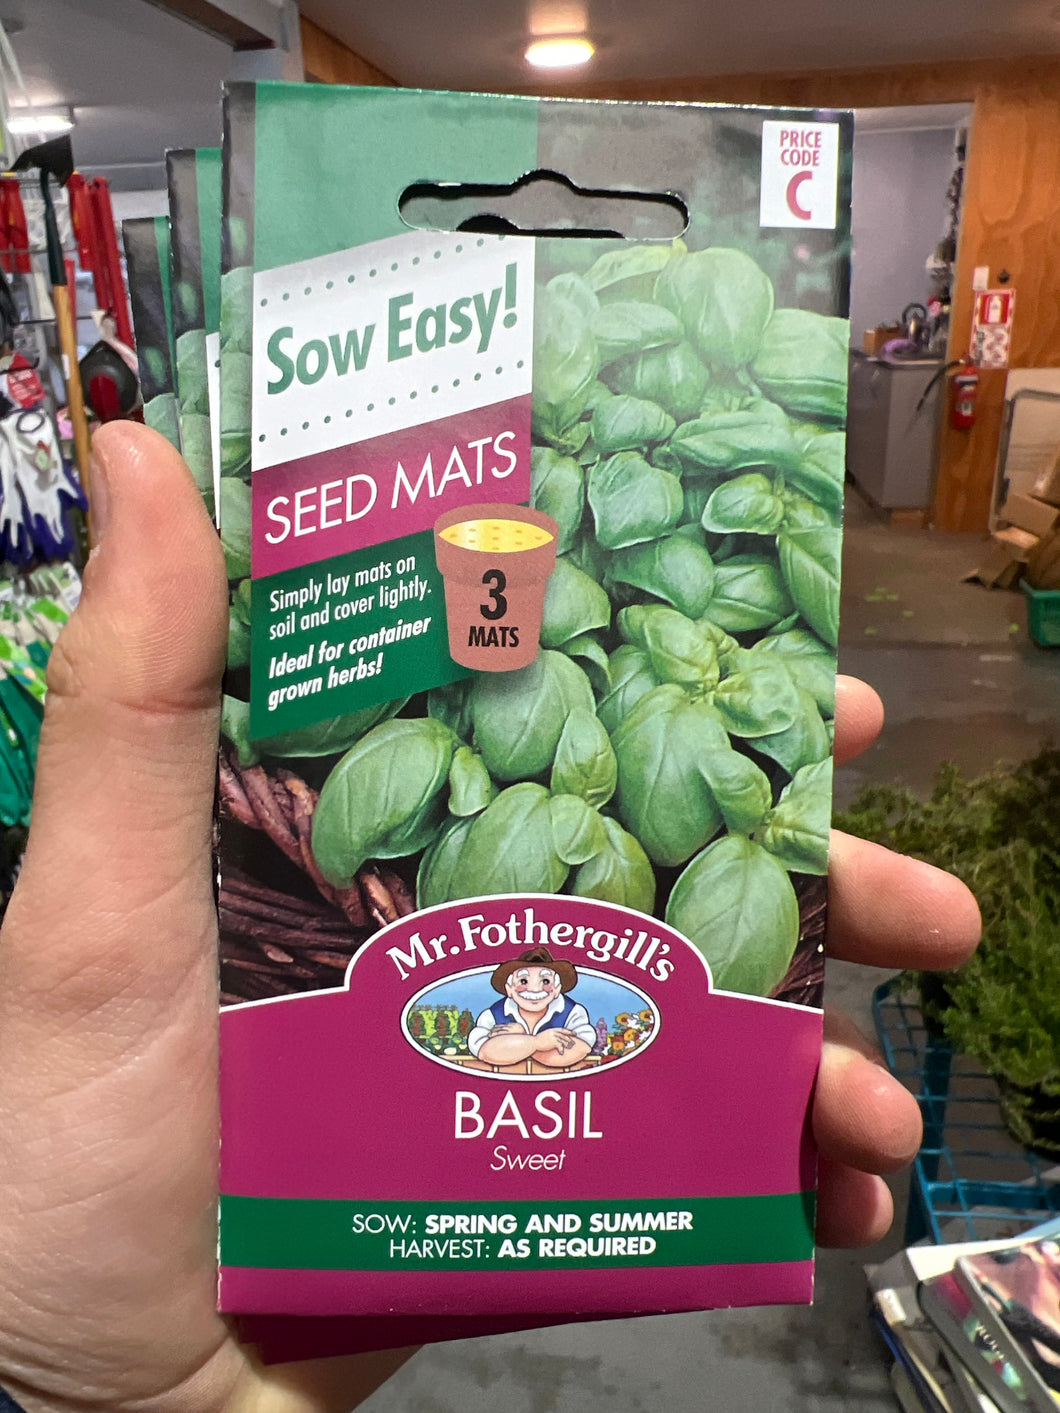 PRICE
CODE
C
Sow Easy!
SEED MATS
Simply lay mats on
soil and cover lightly.
Ideal for container
grown herbs!
3
MATS
Mr. Fothergill's
BASIL
Sweet
SOW: SPRING AND SUMMER
HARVEST: AS REQUIRED